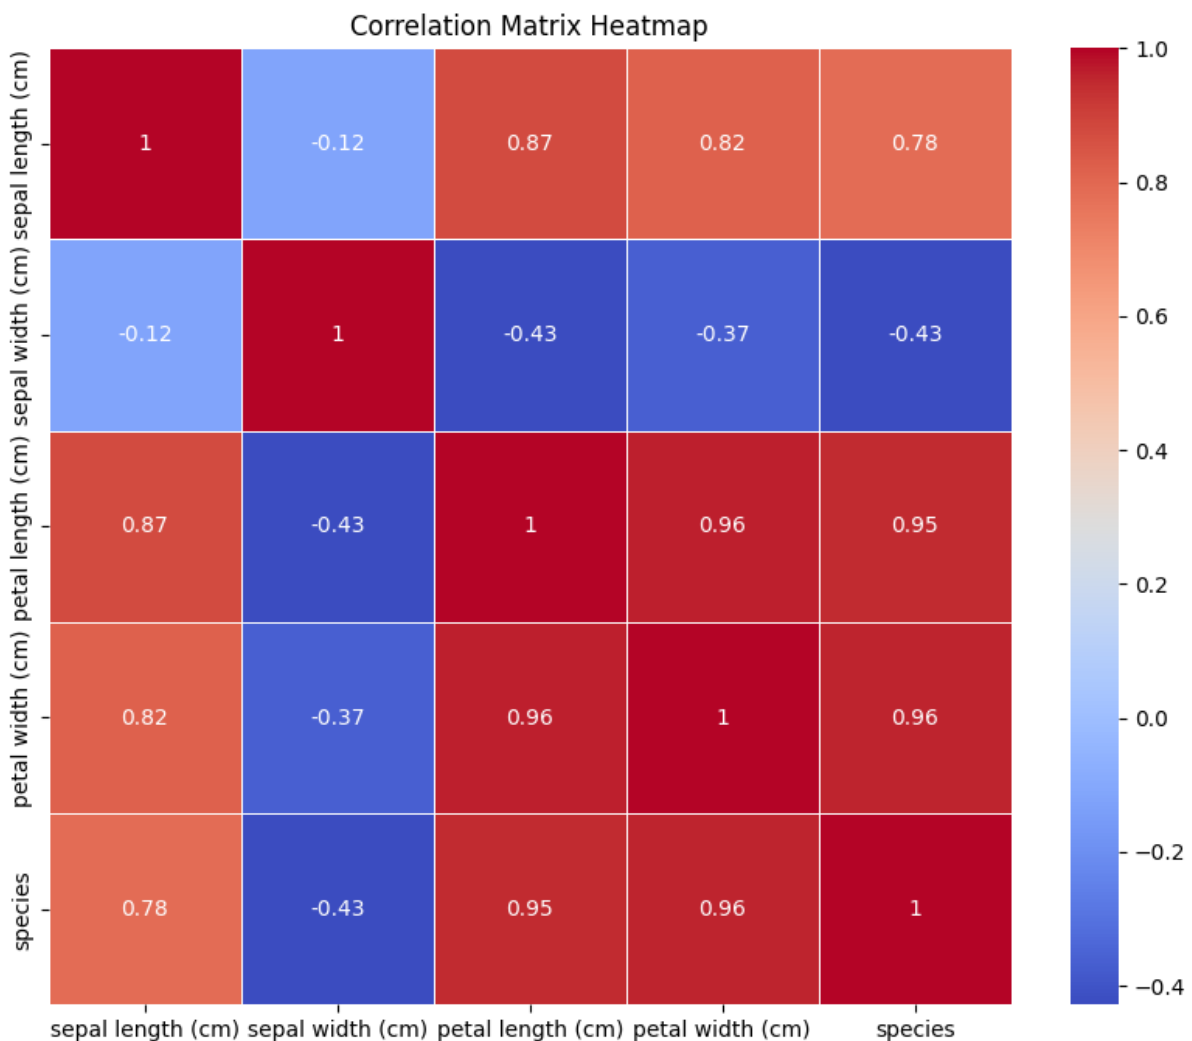 Correlation Matrix Heatmap
sepal length (cm) 1 -0.12 0.87 0.82 0.78
sepal width (cm) -0.12 1 -0.43 -0.37 -0.43
petal length (cm) 0.87 -0.43 1 0.96 0.95
petal width (cm) 0.82 -0.37 0.96 1 0.96
species 0.78 -0.43 0.95 0.96 1
sepal length (cm) sepal width (cm) petal length (cm) petal width (cm) species
1.0
0.8
0.6
0.4
0.2
0.0
−0.2
−0.4